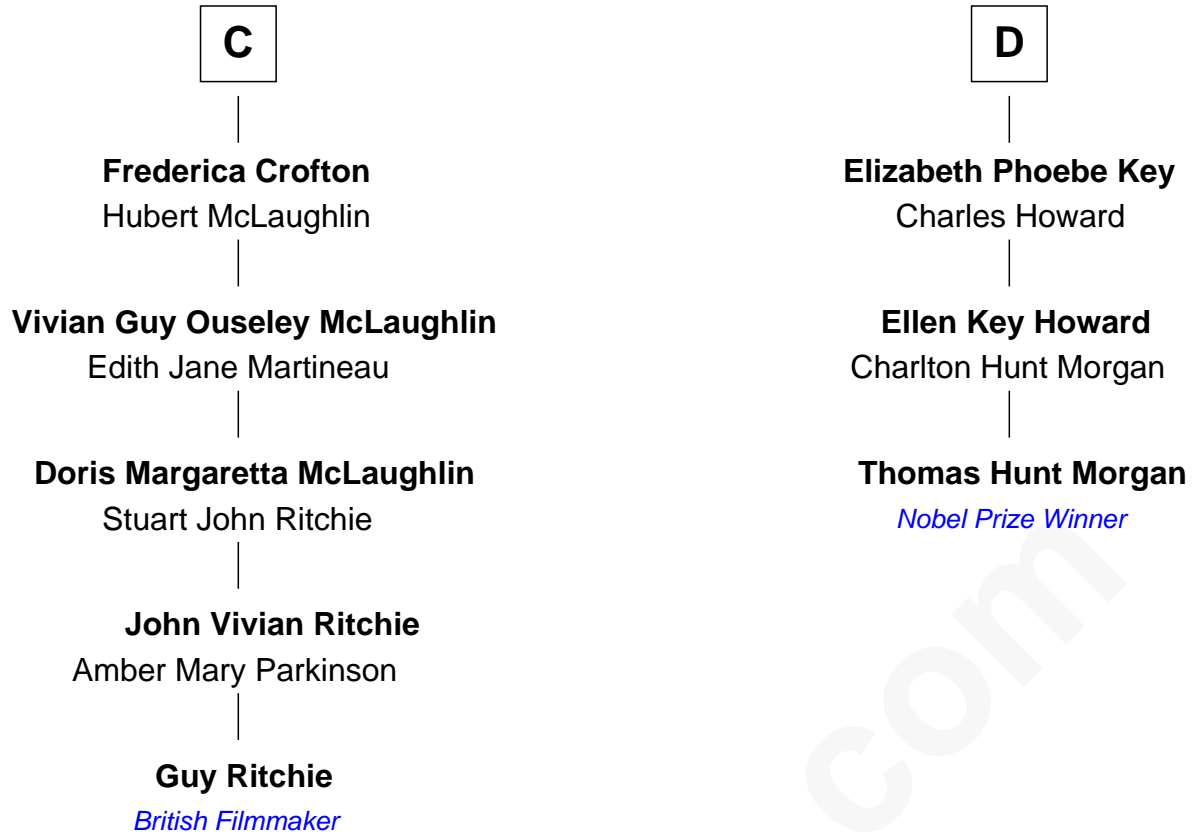 C
Frederica Crofton
Hubert McLaughlin
Vivian Guy Ouseley McLaughlin
Edith Jane Martineau
Doris Margaretta McLaughlin
Stuart John Ritchie
John Vivian Ritchie
Amber Mary Parkinson
Guy Ritchie
British Filmmaker
D
Elizabeth Phoebe Key
Charles Howard
Ellen Key Howard
Charlton Hunt Morgan
Thomas Hunt Morgan
Nobel Prize Winner
com